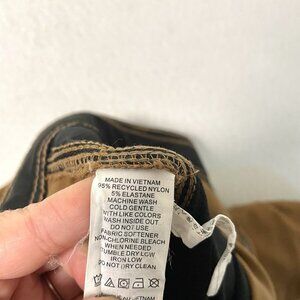 MADE IN VIETNAM
95% RECYCLED NYLON
5% ELASTANE
MACHINE WASH
COLD GENTLE
WITH LIKE COLORS
WASH INSIDE OUT
DO NOT USE
FABRIC SOFTENER
NON-CHLORINE BLEACH
WHEN NEEDED
TUMBLE DRY LOW
IRON LOW
DO NOT DRY CLEAN